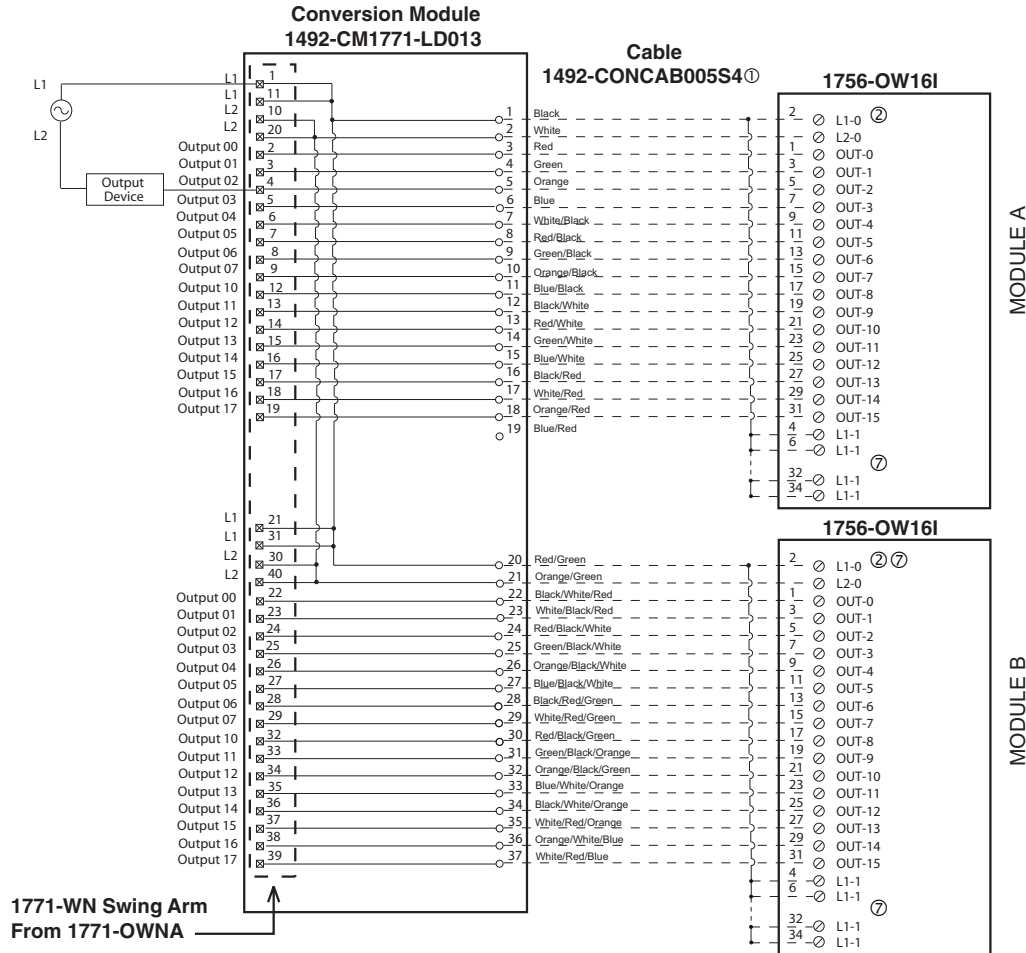 Conversion Module
1492-CM1771-LD013
Cable
1492-CONCAB005S4①
1756-OW16I
L1
L2
Output
Device
L1 1
L1 11
L2 10
L2 20
Output 00 2
Output 01 3
Output 02 4
Output 03 5
Output 04 6
Output 05 7
Output 06 8
Output 07 9
Output 10 12
Output 11 13
Output 12 14
Output 13 15
Output 14 16
Output 15 17
Output 16 18
Output 17 19
1 Black
2 White
3 Red
4 Green
5 Orange
6 Blue
7 White/Black
8 Red/Black
9 Green/Black
10 Orange/Black
11 Blue/Black
12 Black/White
13 Red/White
14 Green/White
15 Blue/White
16 Black/Red
17 White/Red
18 Orange/Red
19 Blue/Red
2 L1-0 ②
L2-0
1 OUT-0
3 OUT-1
5 OUT-2
7 OUT-3
9 OUT-4
11 OUT-5
13 OUT-6
15 OUT-7
17 OUT-8
19 OUT-9
21 OUT-10
23 OUT-11
25 OUT-12
27 OUT-13
29 OUT-14
31 OUT-15
4 L1-1
6 L1-1
⑦
32 L1-1
34 L1-1
MODULE A
L1 21
L1 31
L2 30
L2 40
Output 00 22
Output 01 23
Output 02 24
Output 03 25
Output 04 26
Output 05 27
Output 06 28
Output 07 29
Output 10 32
Output 11 33
Output 12 34
Output 13 35
Output 14 36
Output 15 37
Output 16 38
Output 17 39
20 Red/Green
21 Orange/Green
22 Black/White/Red
23 White/Black/Red
24 Red/Black/White
25 Green/Black/White
26 Orange/Black/White
27 Blue/Black/White
28 Black/Red/Green
29 White/Red/Green
30 Red/Black/Green
31 Green/Black/Orange
32 Orange/Black/Green
33 Blue/White/Orange
34 Black/White/Orange
35 White/Red/Orange
36 Orange/White/Blue
37 White/Red/Blue
1756-OW16I
2 L1-0 ② ⑦
L2-0
1 OUT-0
3 OUT-1
5 OUT-2
7 OUT-3
9 OUT-4
11 OUT-5
13 OUT-6
15 OUT-7
17 OUT-8
19 OUT-9
21 OUT-10
23 OUT-11
25 OUT-12
27 OUT-13
29 OUT-14
31 OUT-15
4 L1-1
6 L1-1
⑦
32 L1-1
34 L1-1
MODULE B
1771-WN Swing Arm
From 1771-OWNA